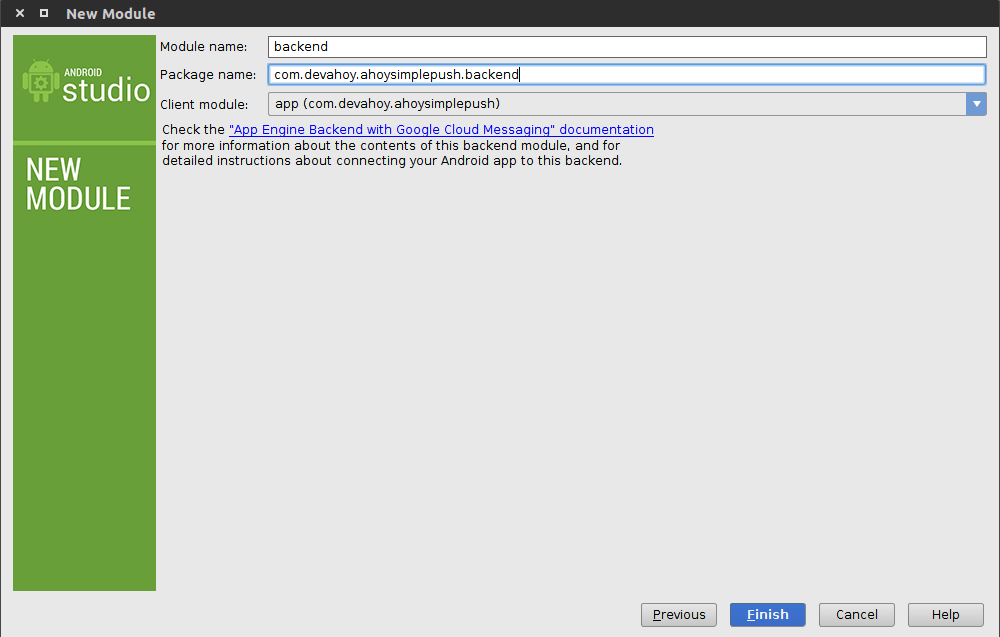 New Module
ANDROID
studio
NEW
MODULE
Module name: backend
Package name: com.devahoy.ahoysimplepush.backend
Client module: app (com.devahoy.ahoysimplepush)
Check the "App Engine Backend with Google Cloud Messaging" documentation
for more information about the contents of this backend module, and for
detailed instructions about connecting your Android app to this backend.
Previous Finish Cancel Help